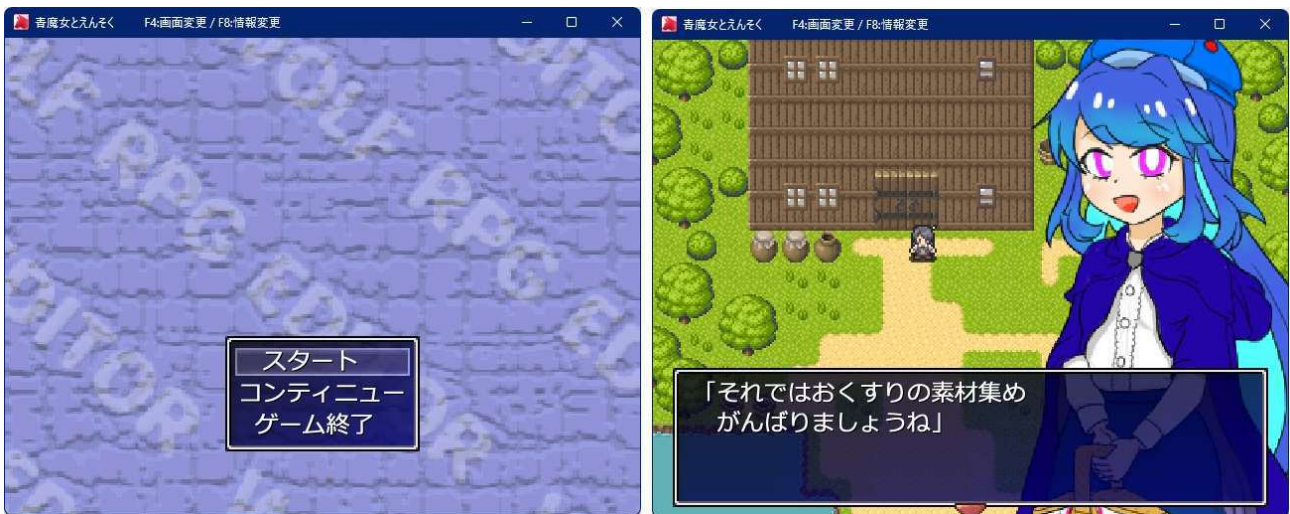 青魔女とえんそく F4:画面変更 / F8:情報変更
WOLF RPG EDITOR
スタート
コンティニュー
ゲーム終了
青魔女とえんそく F4:画面変更 / F8:情報変更
「それではおくすりの素材集め
がんばりましょうね」